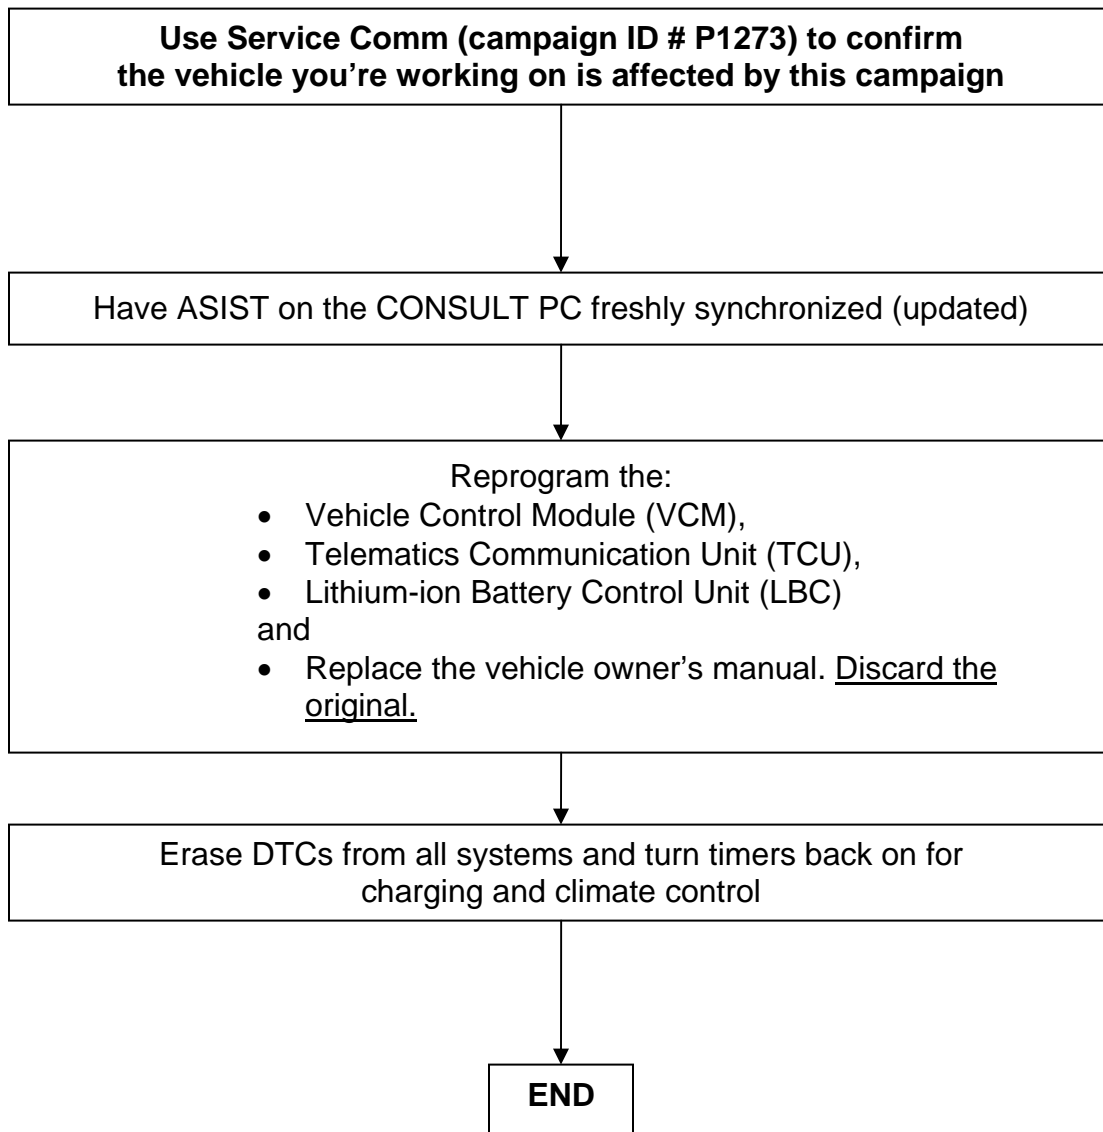 Use Service Comm (campaign ID # P1273) to confirm
the vehicle you’re working on is affected by this campaign
Have ASIST on the CONSULT PC freshly synchronized (updated)
Reprogram the:
• Vehicle Control Module (VCM),
• Telematics Communication Unit (TCU),
• Lithium-ion Battery Control Unit (LBC)
and
• Replace the vehicle owner’s manual. Discard the
original.
Erase DTCs from all systems and turn timers back on for
charging and climate control
END